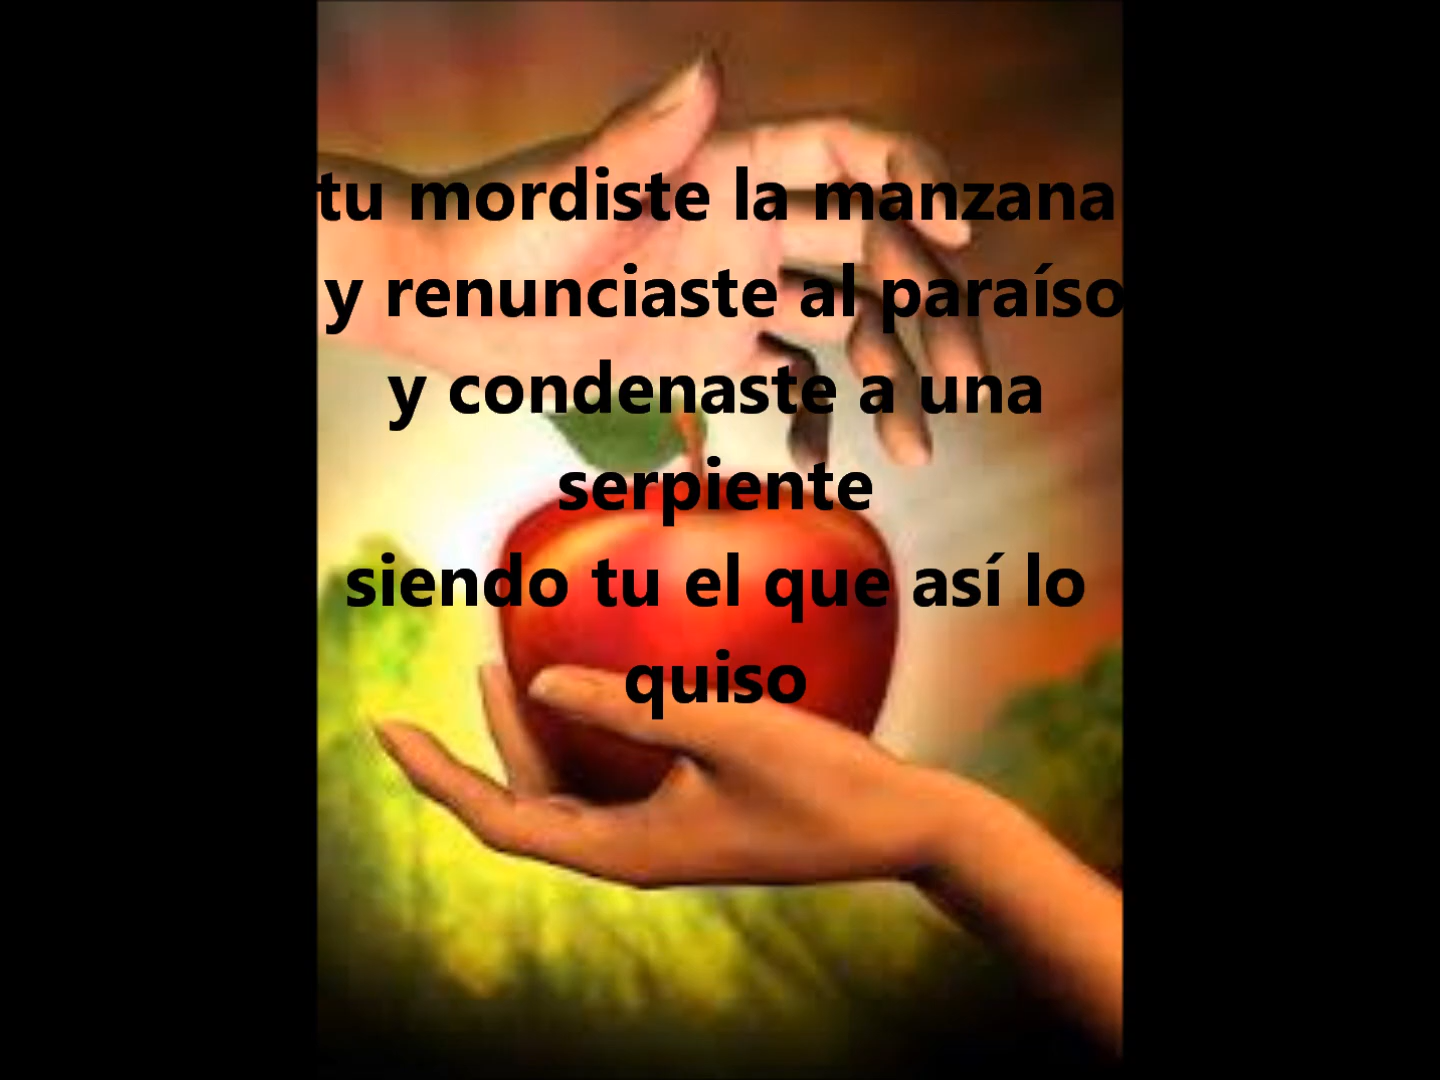 tu mordiste la manzana
y renunciaste al paraíso
y condenaste a una
serpiente
siendo tu el que así lo
quiso